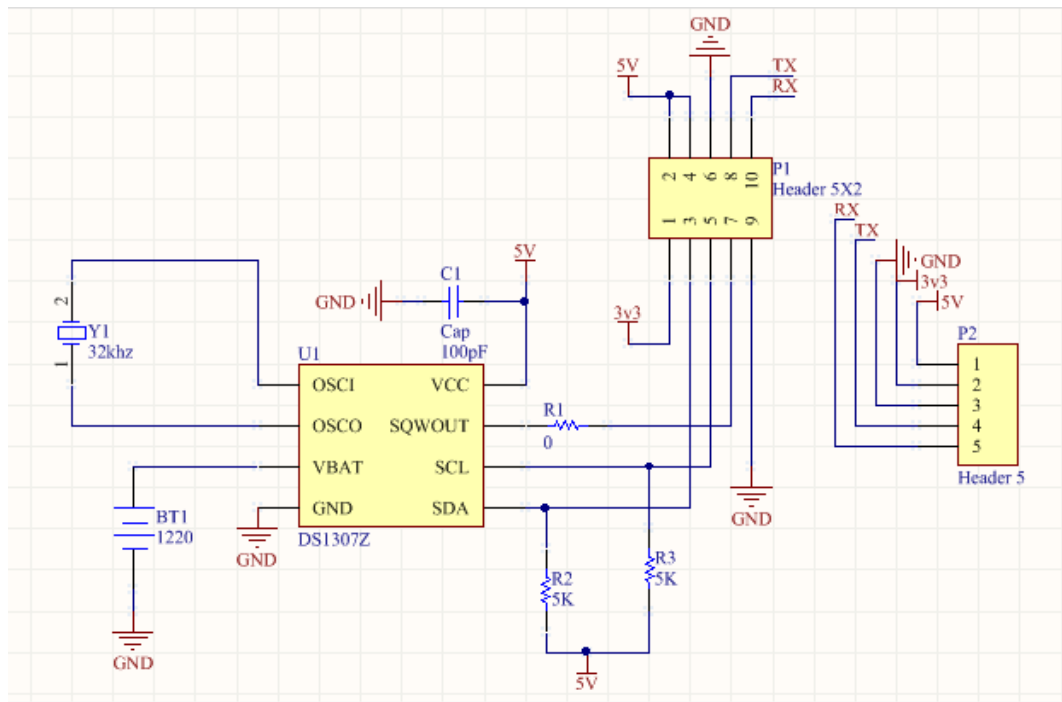 GND
5V
TX
RX
2 4 6 8 10
P1
Header 5X2
1 3 5 7 9
RX
TX
GND
3v3
5V
5V
C1
GND
Cap
100pF
3v3
2
Y1
32khz
1
U1
OSCI VCC
OSCO SQWOUT
VBAT SCL
GND SDA
DS1307Z
R1
0
P2
1
2
3
4
5
Header 5
BT1
1220
GND
GND
GND
R2
5K
R3
5K
5V